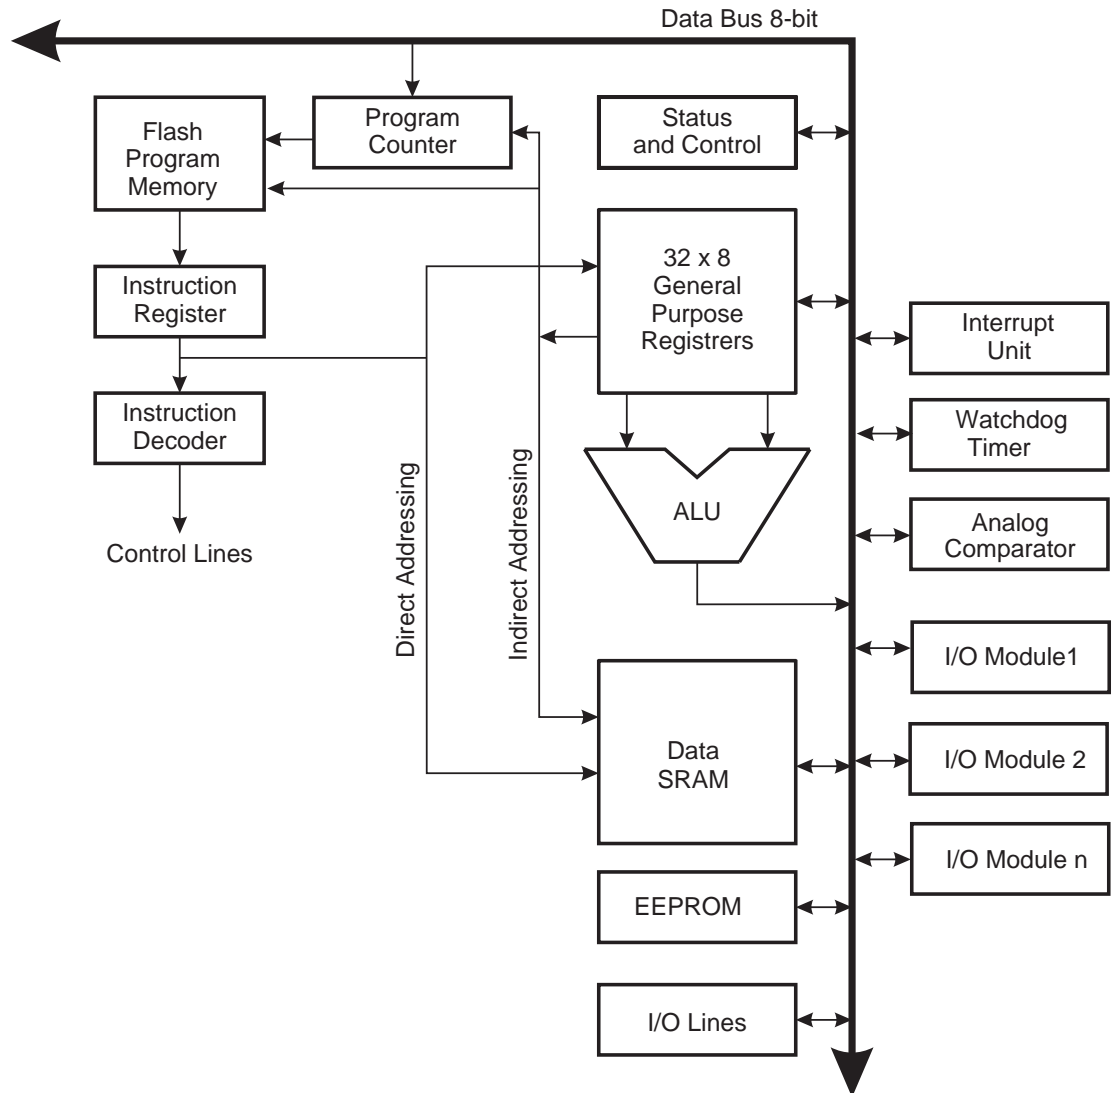 Data Bus 8-bit
Flash
Program
Memory
Program
Counter
Status
and Control
32 x 8
General
Purpose
Registrers
Instruction
Register
Interrupt
Unit
Instruction
Decoder
Watchdog
Timer
Direct Addressing
Indirect Addressing
ALU
Analog
Comparator
Control Lines
I/O Module1
Data
SRAM
I/O Module 2
I/O Module n
EEPROM
I/O Lines